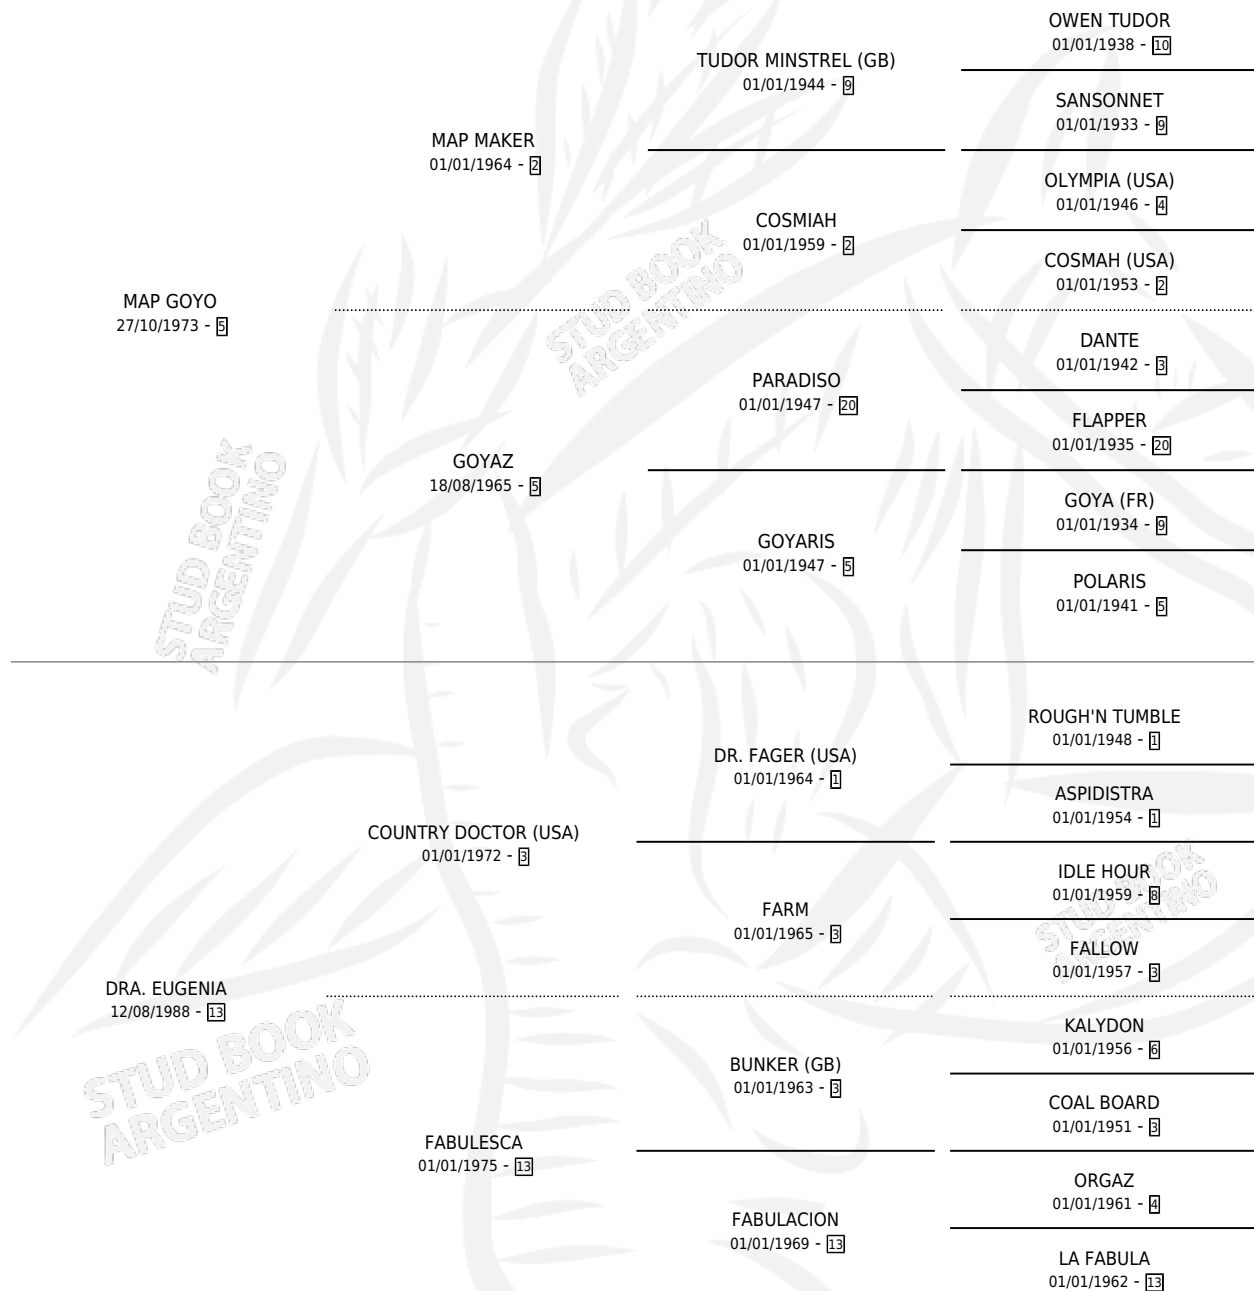 OWEN TUDOR
01/01/1938 - 10
TUDOR MINSTREL (GB)
01/01/1944 - 9
SANSONNET
01/01/1933 - 9
MAP MAKER
01/01/1964 - 2
OLYMPIA (USA)
01/01/1946 - 4
COSMIAH
01/01/1959 - 2
COSMAH (USA)
01/01/1953 - 2
MAP GOYO
27/10/1973 - 5
STUD BOOK
ARGENTINO
DANTE
01/01/1942 - 3
PARADISO
01/01/1947 - 20
FLAPPER
01/01/1935 - 20
GOYAZ
18/08/1965 - 5
GOYA (FR)
01/01/1934 - 9
GOYARIS
01/01/1947 - 5
POLARIS
01/01/1941 - 5
STUD BOOK
ARGENTINO
ROUGH'N TUMBLE
01/01/1948 - 1
DR. FAGER (USA)
01/01/1964 - 1
ASPIDISTRA
01/01/1954 - 1
COUNTRY DOCTOR (USA)
01/01/1972 - 3
IDLE HOUR
01/01/1959 - 8
FARM
01/01/1965 - 3
FALLOW
01/01/1957 - 3
STUD BOOK
ARGENTINO
DRA. EUGENIA
12/08/1988 - 13
STUD BOOK
ARGENTINO
KALYDON
01/01/1956 - 6
BUNKER (GB)
01/01/1963 - 3
COAL BOARD
01/01/1951 - 3
FABULESCA
01/01/1975 - 13
ORGAZ
01/01/1961 - 4
FABULACION
01/01/1969 - 13
LA FABULA
01/01/1962 - 13